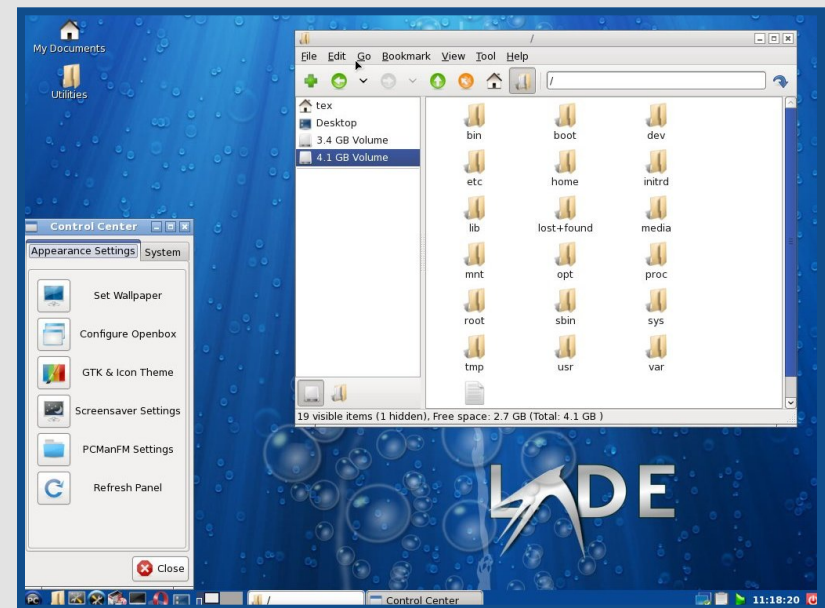 My Documents
Utilities
/
File Edit Go Bookmark View Tool Help
/
tex
Desktop
3.4 GB Volume
4.1 GB Volume
bin boot dev
etc home initrd
lib lost+found media
mnt opt proc
root sbin sys
tmp usr var
19 visible items (1 hidden), Free space: 2.7 GB (Total: 4.1 GB )
Control Center
Appearance Settings System
Set Wallpaper
Configure Openbox
GTK & Icon Theme
Screensaver Settings
PCManFM Settings
Refresh Panel
Close
PC / Control Center 11:18:20